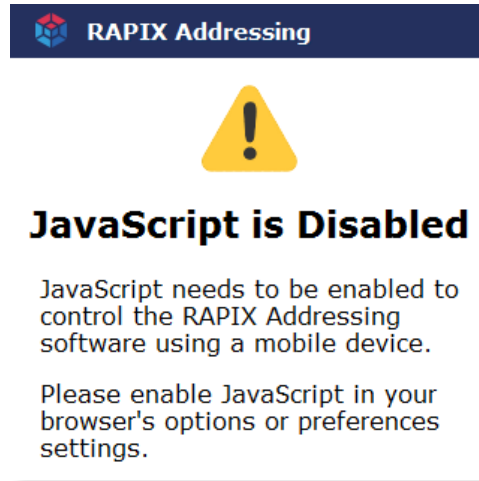 RAPIX Addressing
JavaScript is Disabled
JavaScript needs to be enabled to
control the RAPIX Addressing
software using a mobile device.
Please enable JavaScript in your
browser's options or preferences
settings.